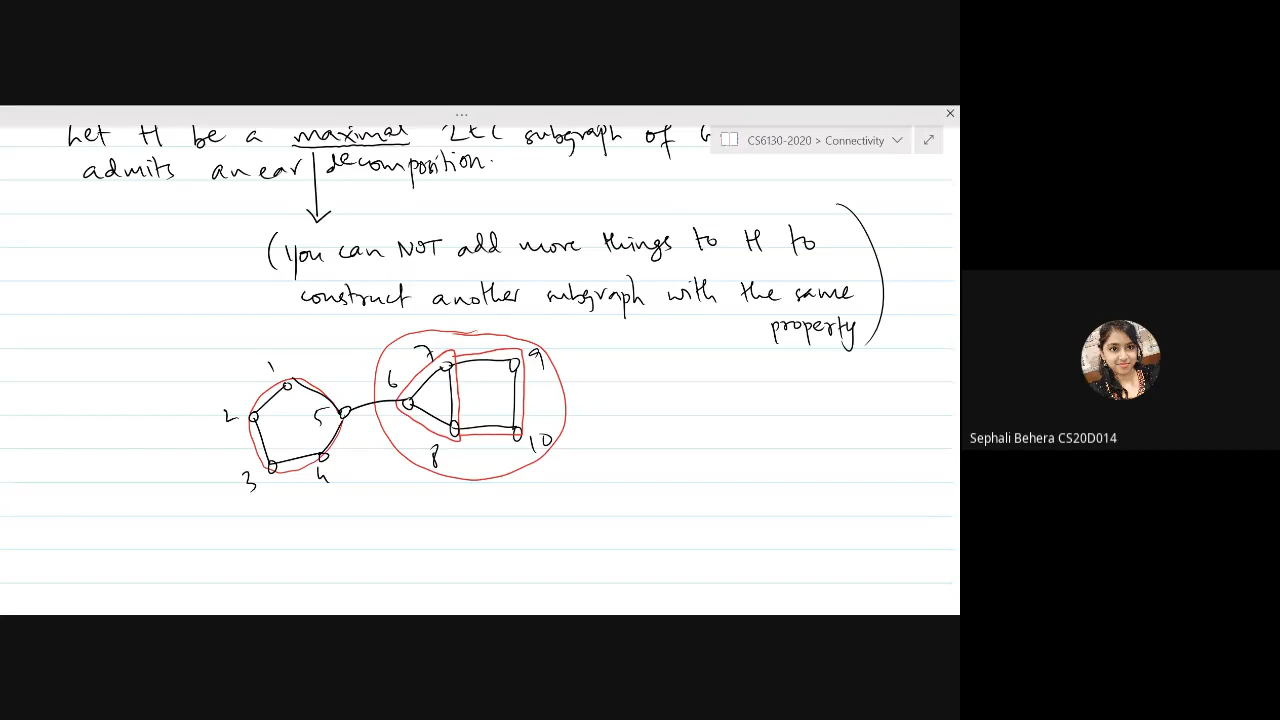 Let H be a maximal 2EC subgraph of G
CS6130-2020 > Connectivity
admits an ear decomposition.
(You can NOT add more things to H to
construct another subgraph with the same
property)
1
7
9
6
2
5
8
10
3
4
Sephali Behera CS20D014